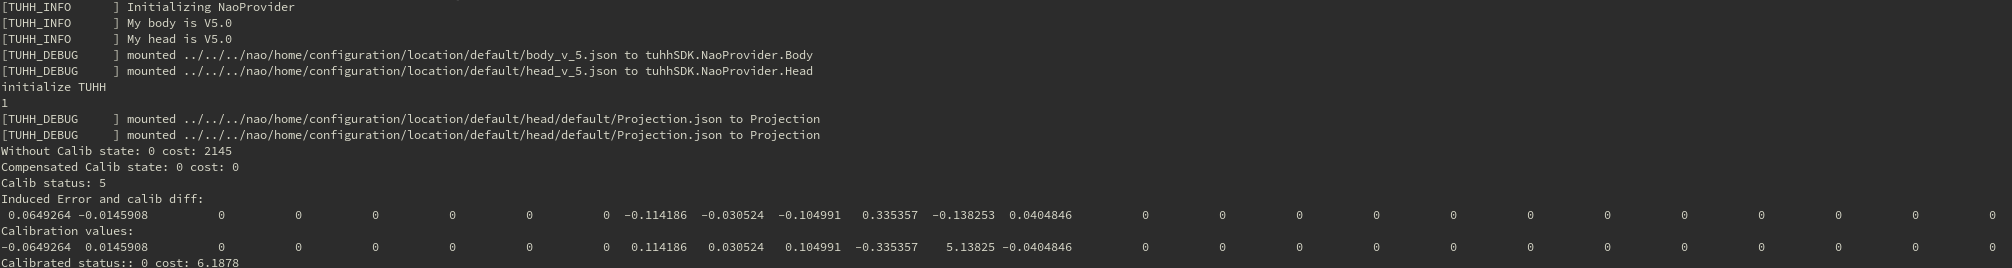 [TUHH_INFO     ] Initializing NaoProvider
[TUHH_INFO     ] My body is V5.0
[TUHH_INFO     ] My head is V5.0
[TUHH_DEBUG    ] mounted ../../../nao/home/configuration/location/default/body_v_5.json to tuhhSDK.NaoProvider.Body
[TUHH_DEBUG    ] mounted ../../../nao/home/configuration/location/default/head_v_5.json to tuhhSDK.NaoProvider.Head
initialize TUHH
1
[TUHH_DEBUG    ] mounted ../../../nao/home/configuration/location/default/head/default/Projection.json to Projection
[TUHH_DEBUG    ] mounted ../../../nao/home/configuration/location/default/head/default/Projection.json to Projection
Without Calib state: 0 cost: 2145
Compensated Calib state: 0 cost: 0
Calib status: 5
Induced Error and calib diff:
 0.0649264 -0.0145908          0          0          0          0          0          0  -0.114186  -0.030524  -0.104991   0.335357  -0.138253  0.0404846          0          0          0          0          0          0          0          0          0          0          0          0
Calibration values:
-0.0649264  0.0145908          0          0          0          0          0          0   0.114186   0.030524   0.104991  -0.335357    5.13825 -0.0404846          0          0          0          0          0          0          0          0          0          0          0          0
Calibrated status:: 0 cost: 6.1878